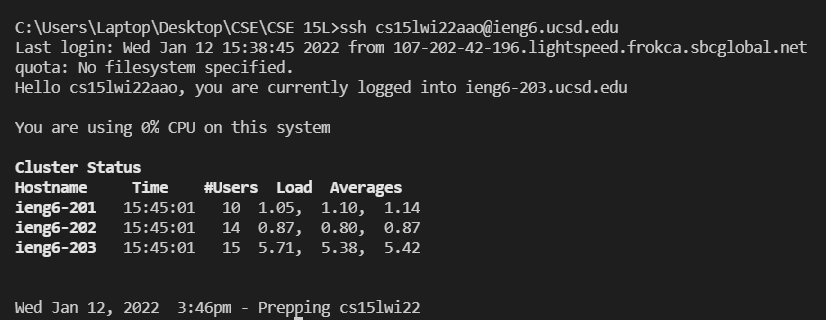 C:\Users\Laptop\Desktop\CSE\CSE 15L>ssh cs15lwi22aao@ieng6.ucsd.edu
Last login: Wed Jan 12 15:38:45 2022 from 107-202-42-196.lightspeed.frokca.sbcglobal.net
quota: No filesystem specified.
Hello cs15lwi22aao, you are currently logged into ieng6-203.ucsd.edu
You are using 0% CPU on this system
Cluster Status
Hostname     Time    #Users  Load  Averages
ieng6-201   15:45:01   10  1.05,  1.10,  1.14
ieng6-202   15:45:01   14  0.87,  0.80,  0.87
ieng6-203   15:45:01   15  5.71,  5.38,  5.42
Wed Jan 12, 2022  3:46pm - Prepping cs15lwi22